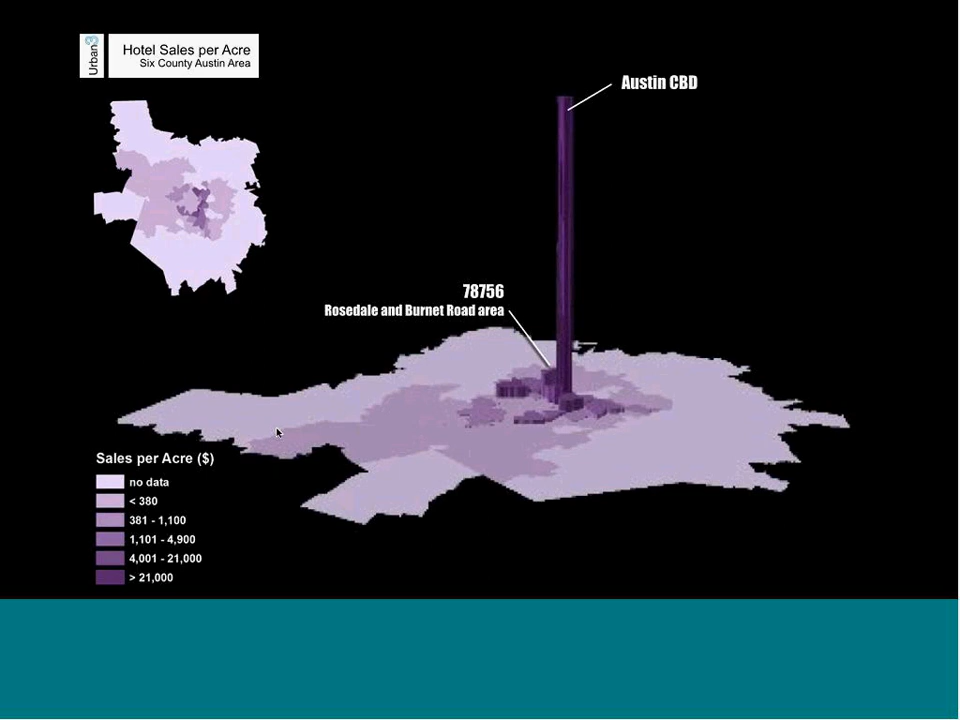 Urban3
Hotel Sales per Acre
Six County Austin Area
Austin CBD
78756
Rosedale and Burnet Road area
Sales per Acre ($)
no data
< 380
381 - 1,100
1,101 - 4,900
4,001 - 21,000
> 21,000